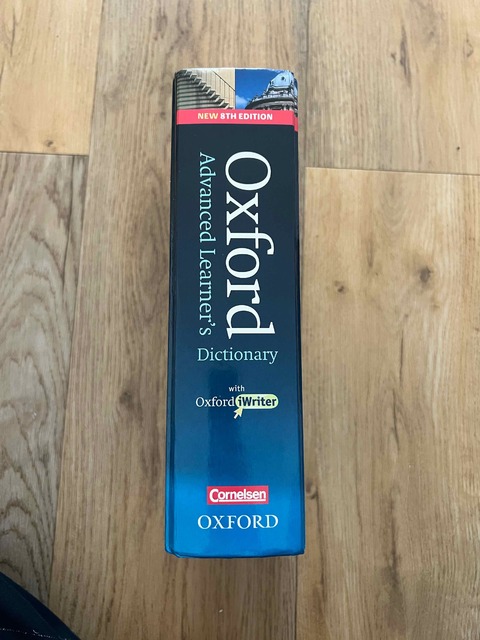 NEW 8TH EDITION
Oxford
Advanced Learner's
Dictionary
with
Oxford iWriter
Cornelsen
OXFORD